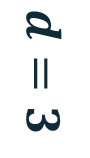 d = 3